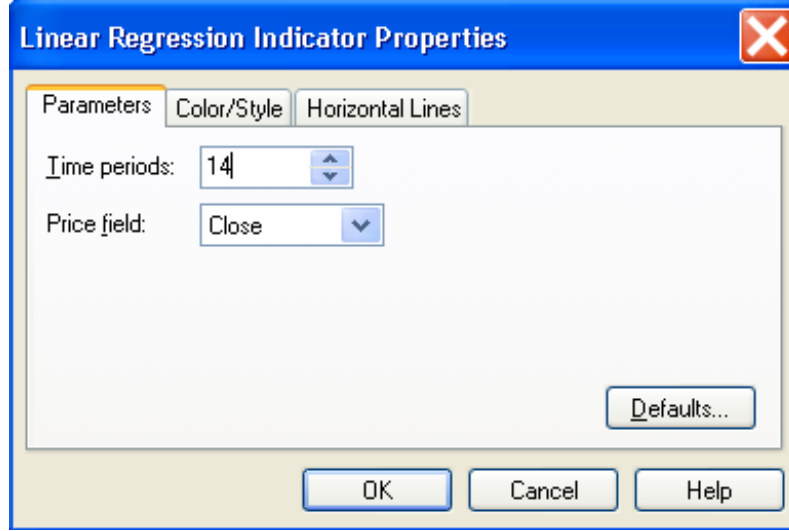 Linear Regression Indicator Properties
Parameters Color/Style Horizontal Lines
Time periods: 14
Price field: Close
Defaults...
OK Cancel Help